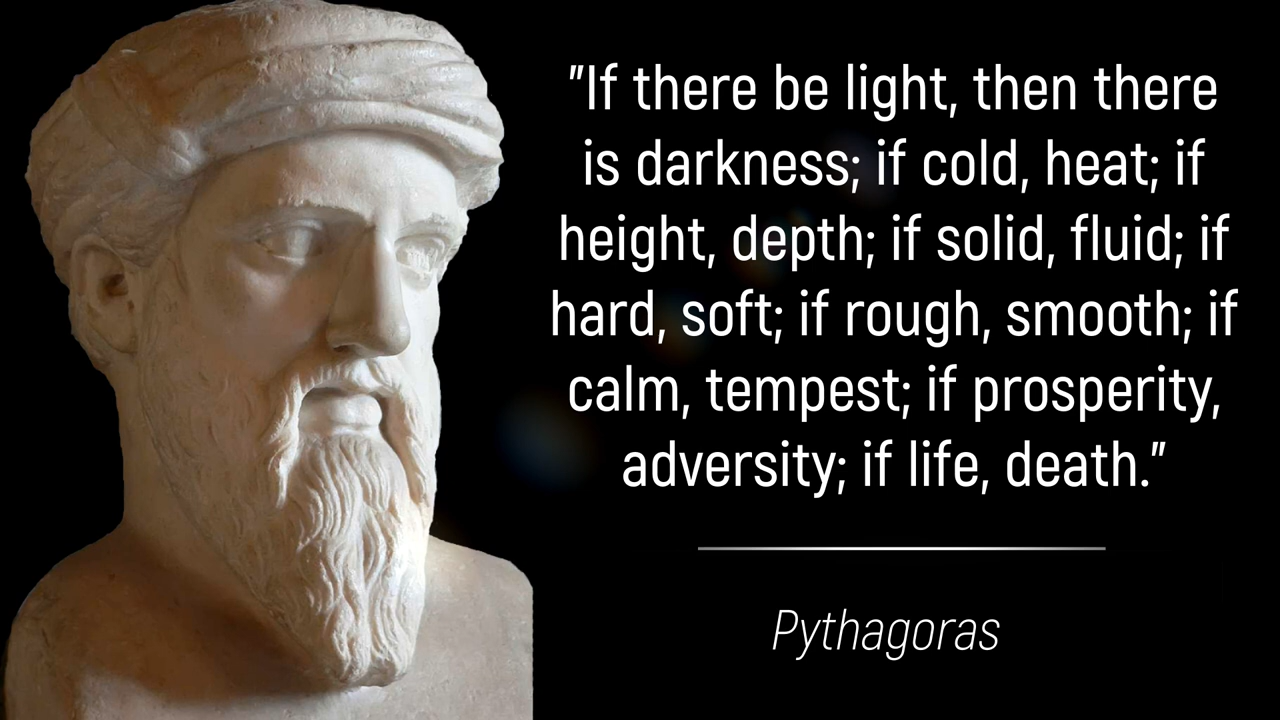 "If there be light, then there
is darkness; if cold, heat; if
height, depth; if solid, fluid; if
hard, soft; if rough, smooth; if
calm, tempest; if prosperity,
adversity; if life, death."
Pythagoras